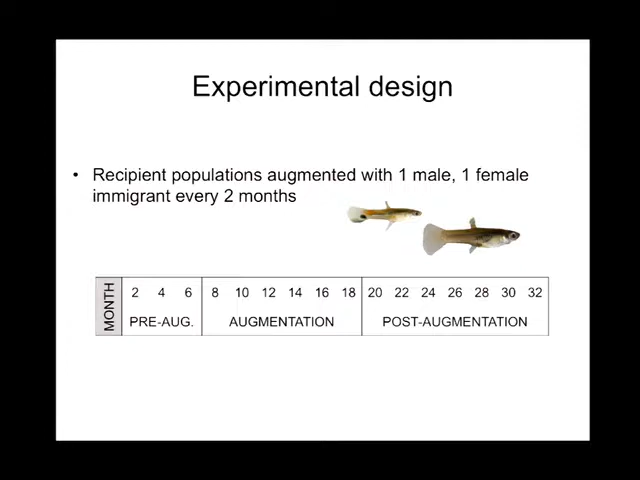 Experimental design
• Recipient populations augmented with 1 male, 1 female
immigrant every 2 months
MONTH
2 4 6 8 10 12 14 16 18 20 22 24 26 28 30 32
PRE-AUG. AUGMENTATION POST-AUGMENTATION